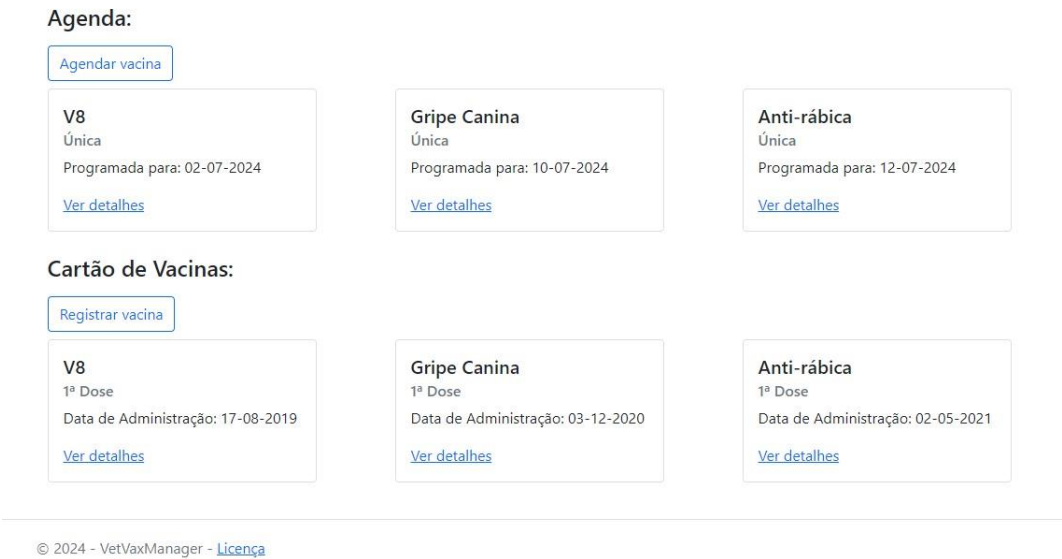 Agenda:
Agendar vacina
V8
Única
Programada para: 02-07-2024
Ver detalhes
Gripe Canina
Única
Programada para: 10-07-2024
Ver detalhes
Anti-rábica
Única
Programada para: 12-07-2024
Ver detalhes
Cartão de Vacinas:
Registrar vacina
V8
1ª Dose
Data de Administração: 17-08-2019
Ver detalhes
Gripe Canina
1ª Dose
Data de Administração: 03-12-2020
Ver detalhes
Anti-rábica
1ª Dose
Data de Administração: 02-05-2021
Ver detalhes
© 2024 - VetVaxManager - Licença